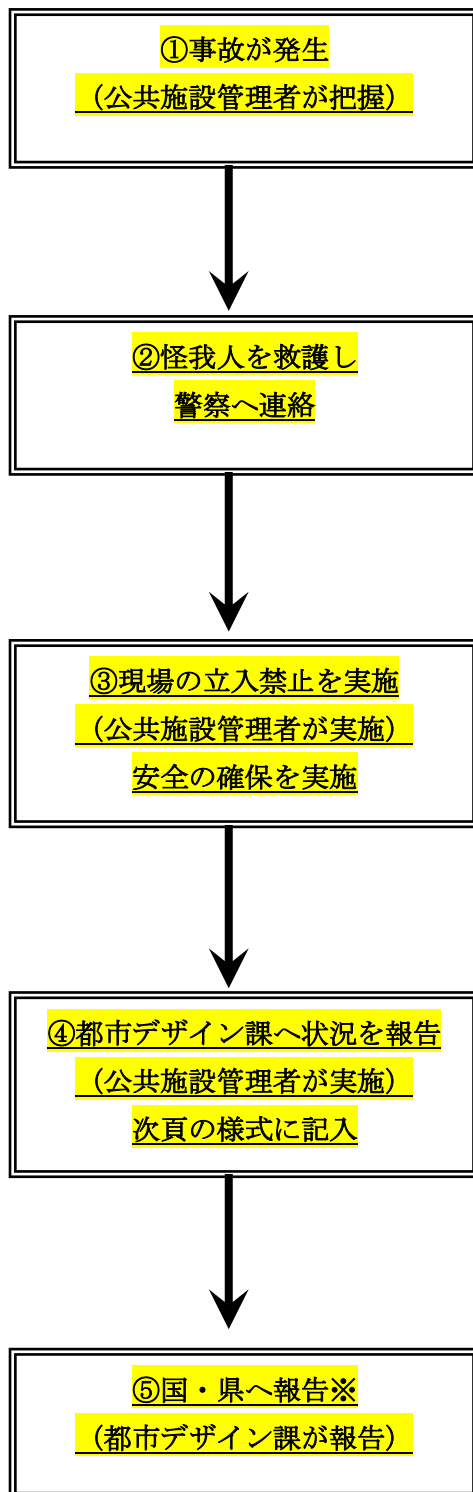 ①事故が発生
（公共施設管理者が把握）
②怪我人を救護し
警察へ連絡
③現場の立入禁止を実施
（公共施設管理者が実施）
安全の確保を実施
④都市デザイン課へ状況を報告
（公共施設管理者が実施）
次頁の様式に記入
⑤国・県へ報告※
（都市デザイン課が報告）